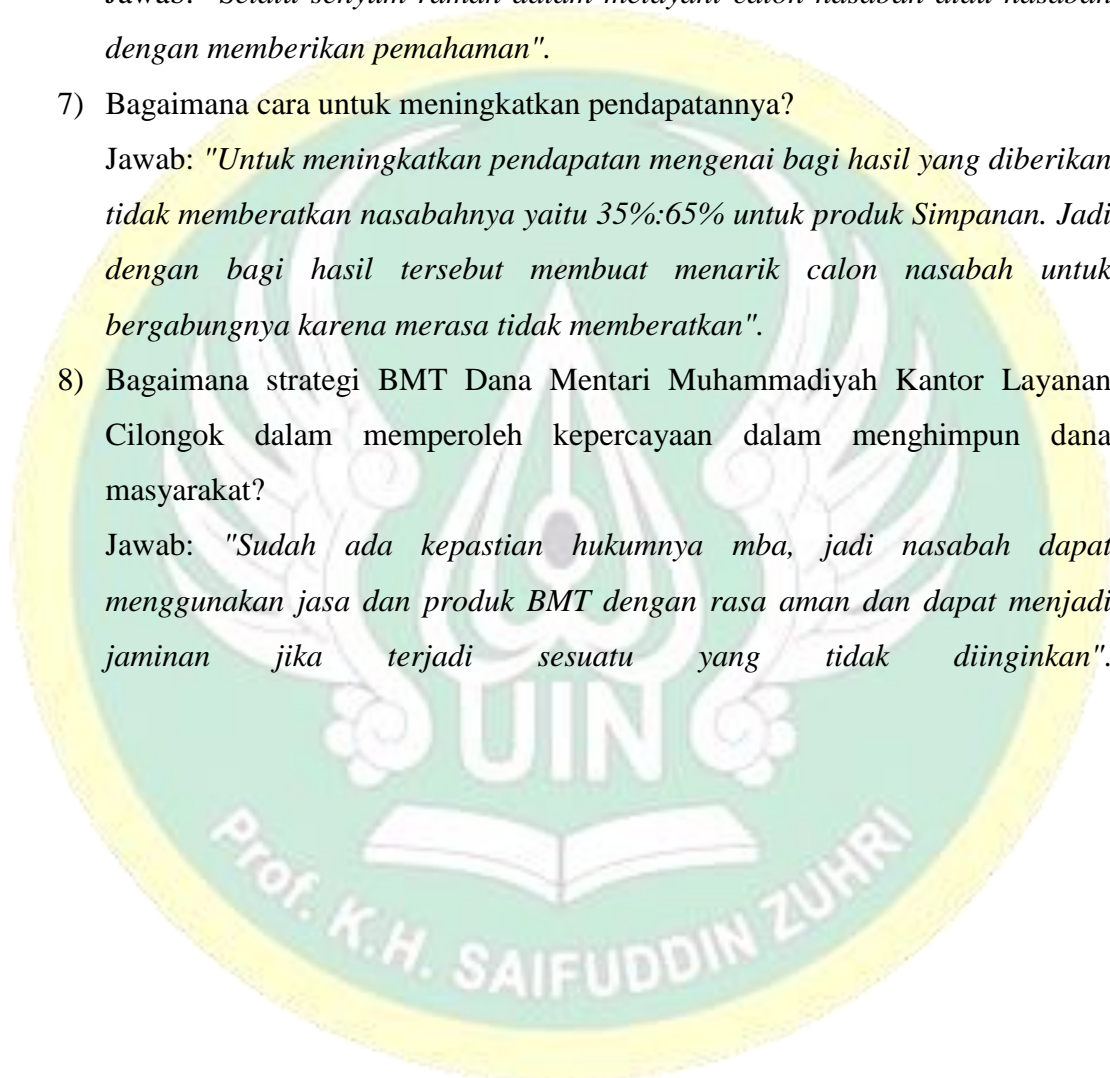 dengan memberikan pemahaman".
7) Bagaimana cara untuk meningkatkan pendapatannya?
Jawab: "Untuk meningkatkan pendapatan mengenai bagi hasil yang diberikan
tidak memberatkan nasabahnya yaitu 35%:65% untuk produk Simpanan. Jadi
dengan bagi hasil tersebut membuat menarik calon nasabah untuk
bergabungnya karena merasa tidak memberatkan".
8) Bagaimana strategi BMT Dana Mentari Muhammadiyah Kantor Layanan
Cilongok dalam memperoleh kepercayaan dalam menghimpun dana
masyarakat?
Jawab: "Sudah ada kepastian hukumnya mba, jadi nasabah dapat
menggunakan jasa dan produk BMT dengan rasa aman dan dapat menjadi
jaminan jika terjadi sesuatu yang tidak diinginkan".
UIN
Prof. K.H. SAIFUDDIN ZUHRI